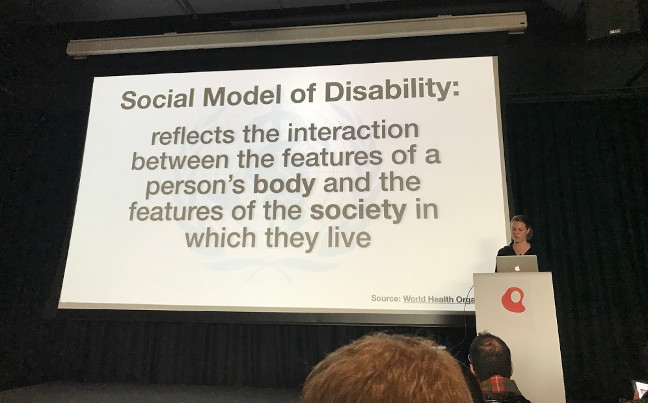 Social Model of Disability:
reflects the interaction
between the features of a
person's body and the
features of the society in
which they live
Source: World Health